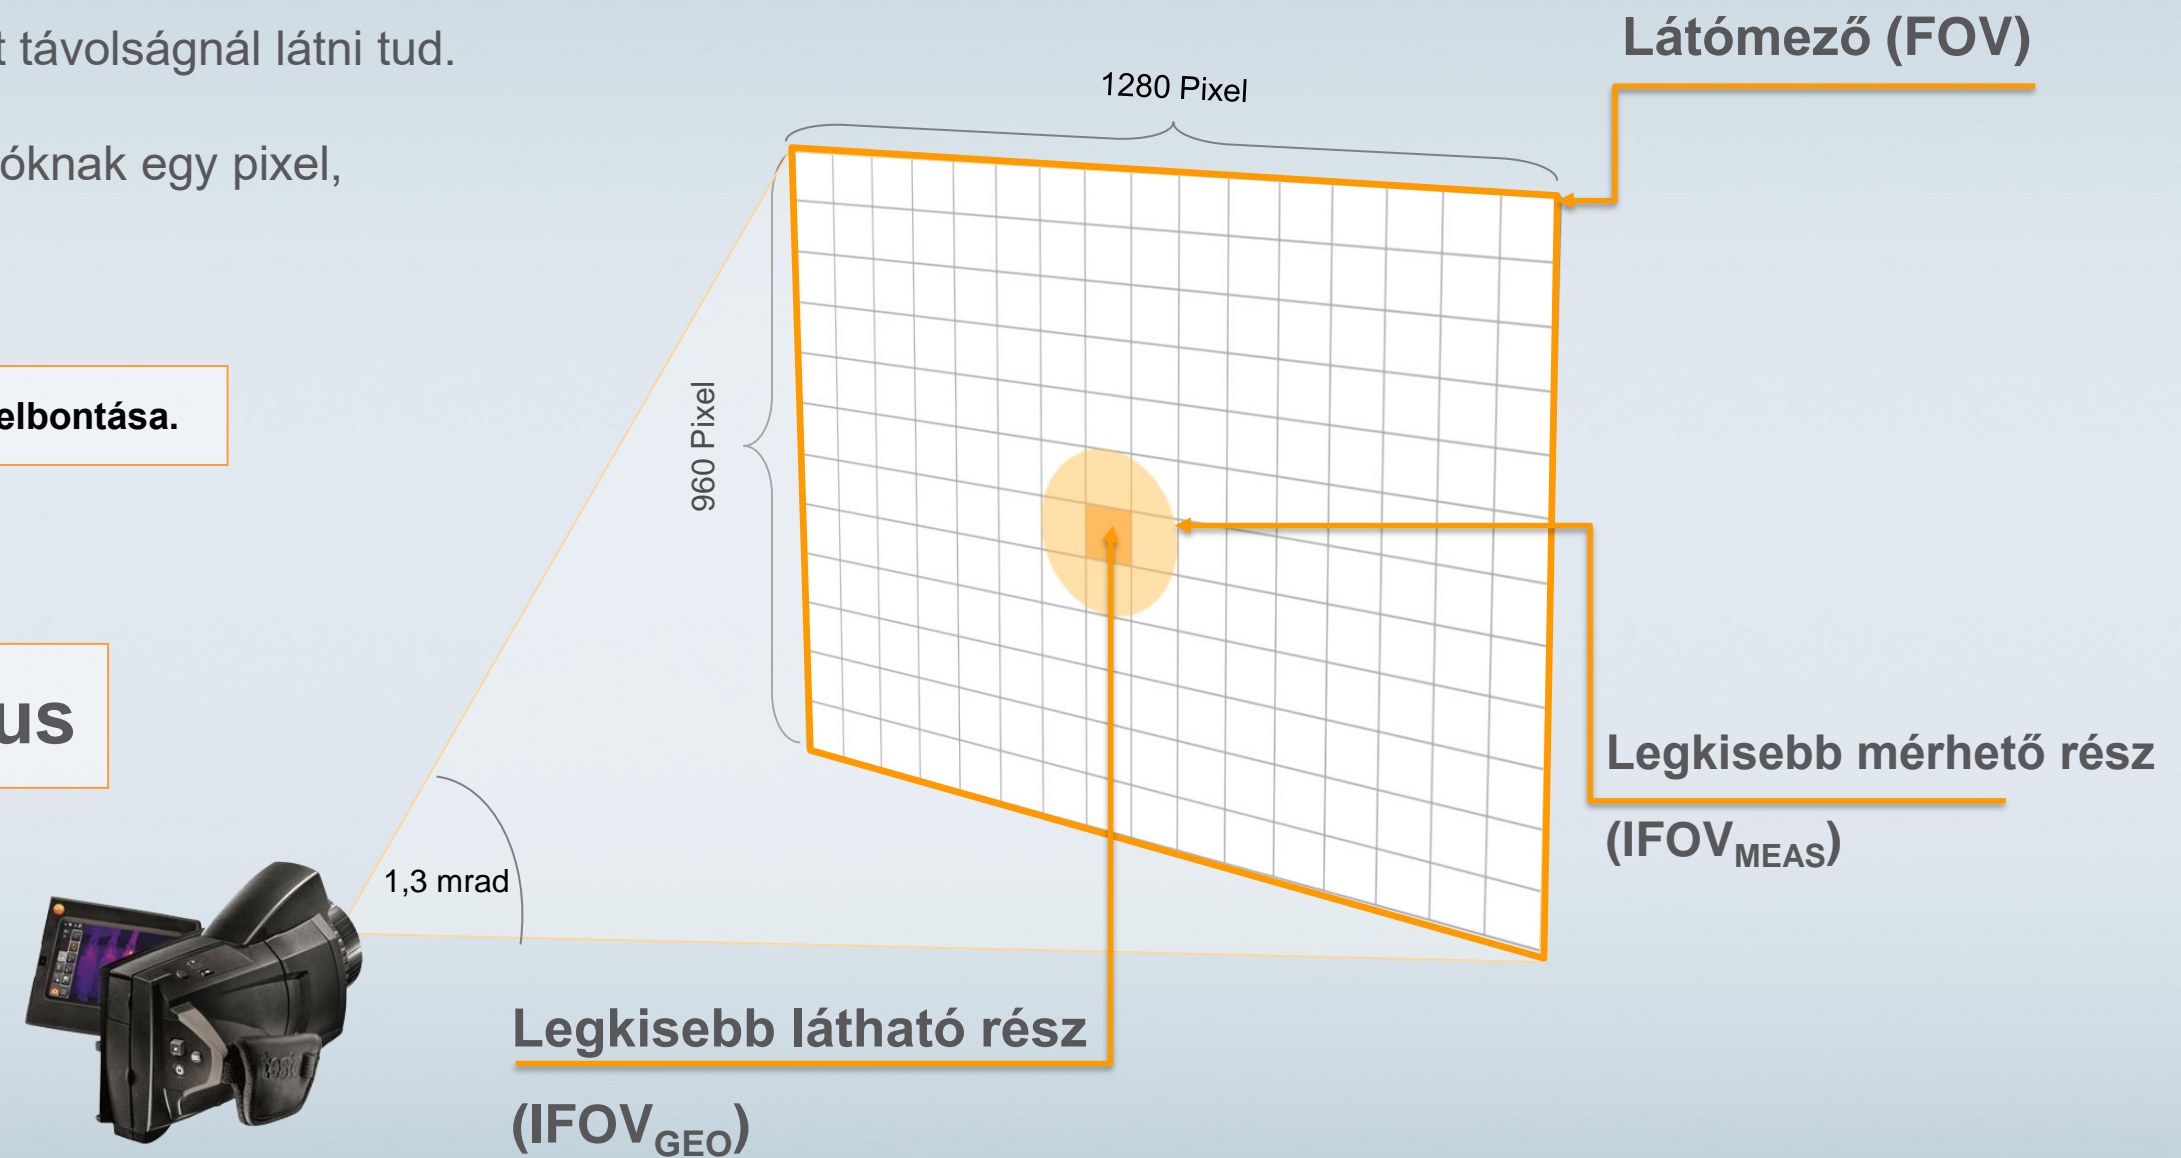 t távolságnál látni tud.
óknak egy pixel,
elbontása.
us
Látómező (FOV)
1280 Pixel
960 Pixel
1,3 mrad
Legkisebb mérhető rész
(IFOVMEAS)
Legkisebb látható rész
(IFOVGEO)
testo